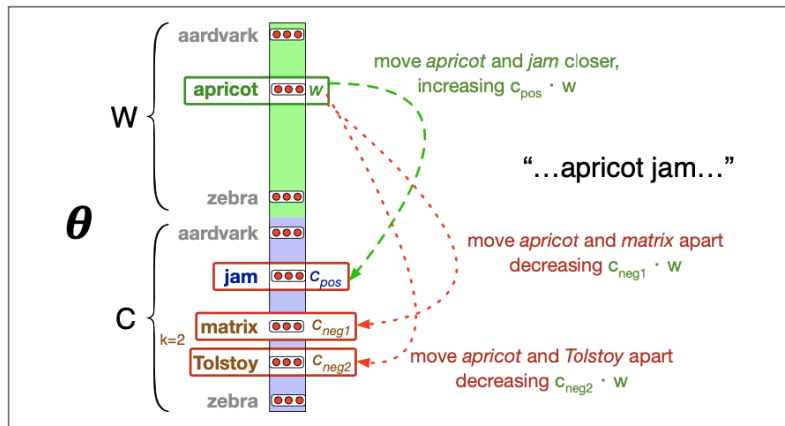 aardvark
move apricot and jam closer,
increasing cpos · w
apricot w
W
“...apricot jam...”
zebra
θ
aardvark
move apricot and matrix apart
decreasing cneg1 · w
jam cpos
C
matrix cneg1
k=2
Tolstoy cneg2
move apricot and Tolstoy apart
decreasing cneg2 · w
zebra